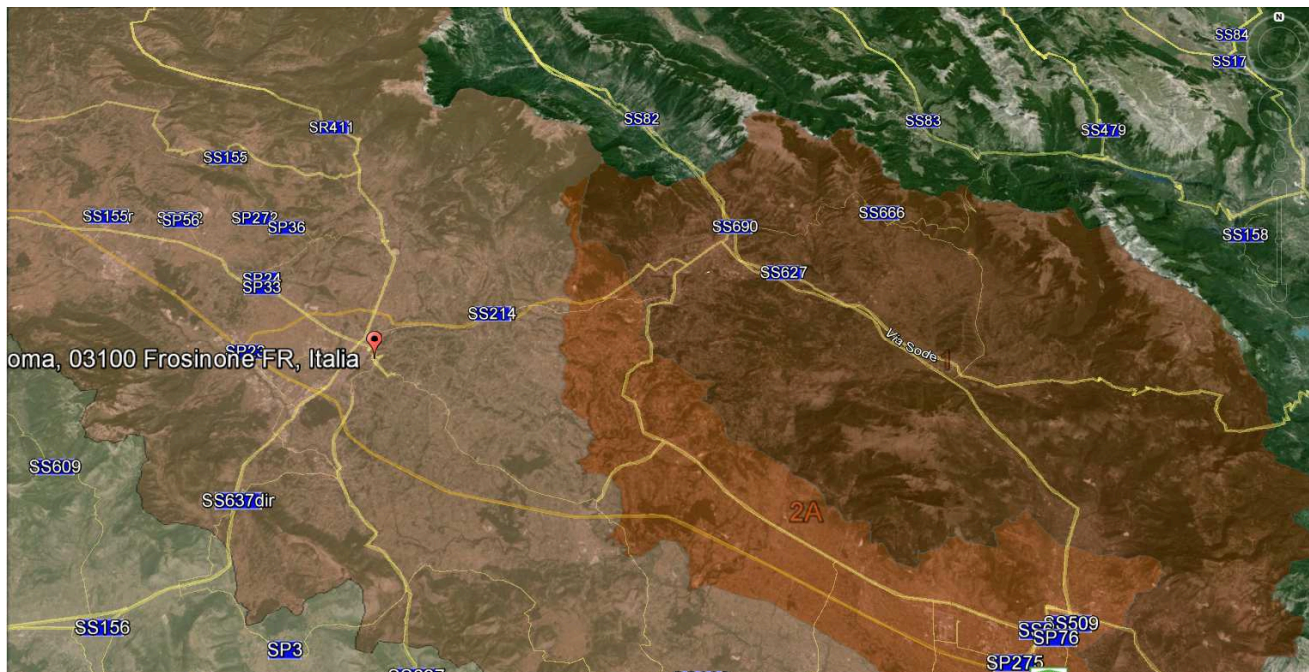 N
SS84
SS17
SS82
SS83
SR411
SS479
SS155
SS155r
SP56
SP272
SP36
SS666
SS690
SS158
SS627
SP24
SP33
SS214
Via Sode
1
oma, 03100 Frosinone FR, Italia
SS609
SS637dir
2A
SS156
SS509
SP76
SP3
SP275